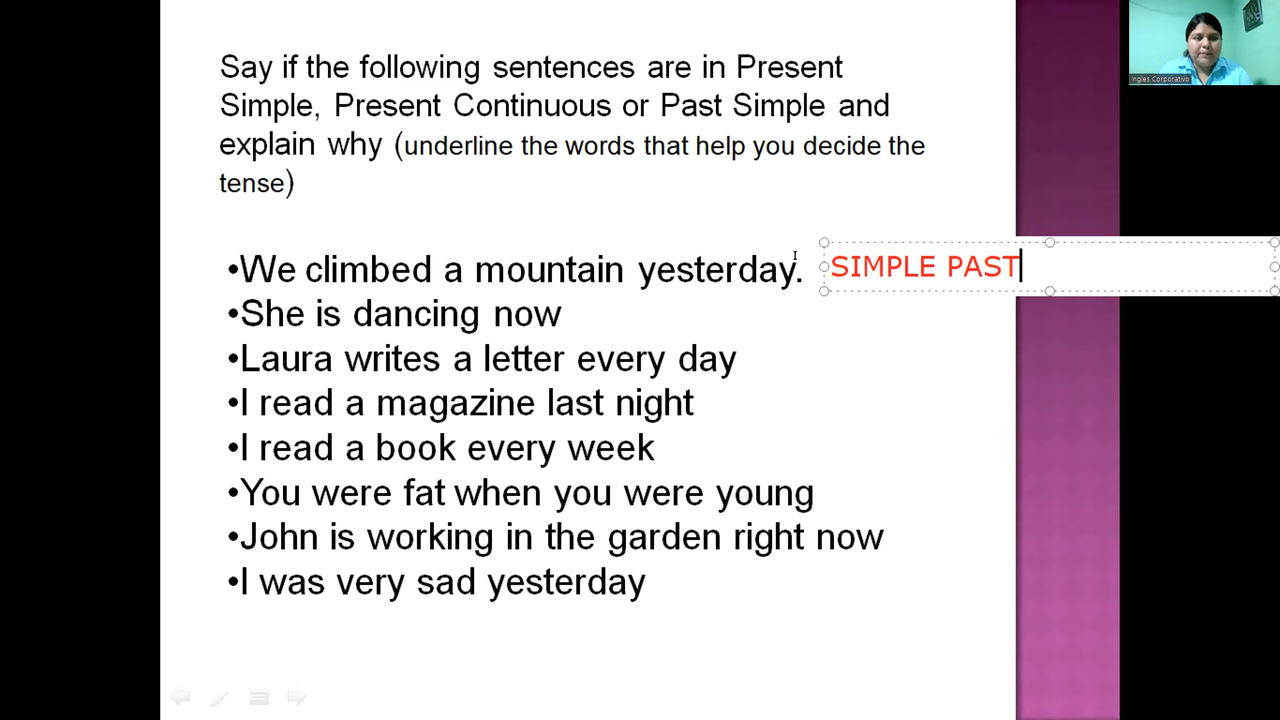 Say if the following sentences are in Present
Simple, Present Continuous or Past Simple and
explain why (underline the words that help you decide the
tense)
•We climbed a mountain yesterday. SIMPLE PAST
•She is dancing now
•Laura writes a letter every day
•I read a magazine last night
•I read a book every week
•You were fat when you were young
•John is working in the garden right now
•I was very sad yesterday
Ingles Corporativo